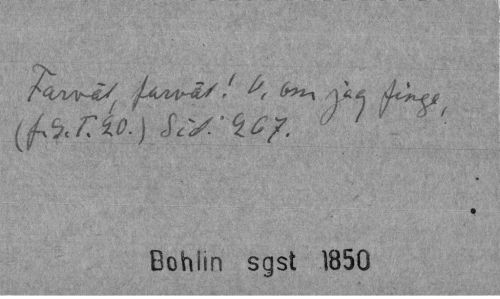 Farväl, farväl! O, om jag finge,
(f.g.T. 20.) Sid. 267.
Bohlin sgst 1850